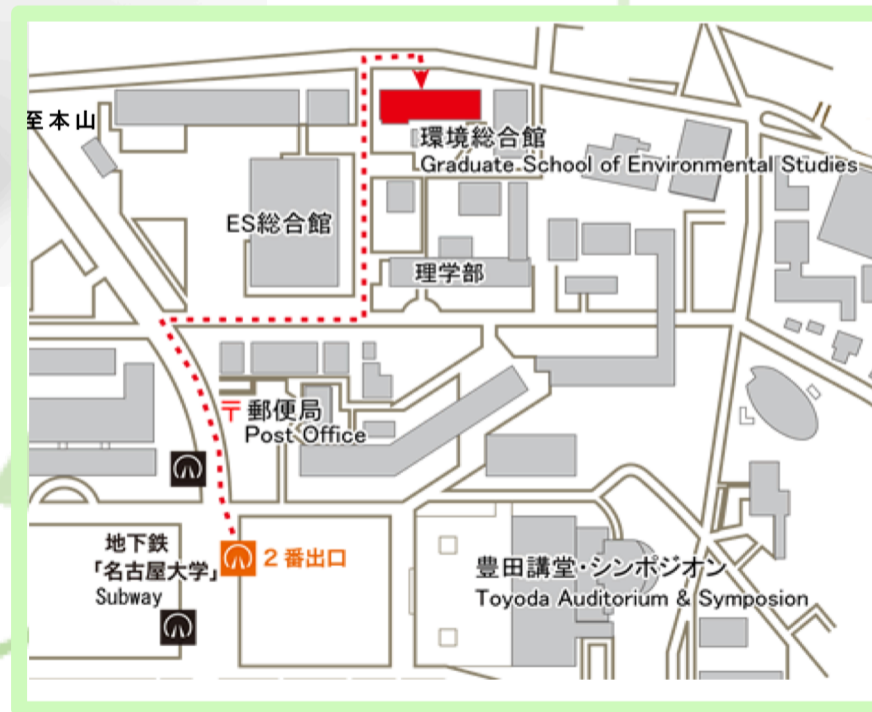 至本山
環境総合館
Graduate School of Environmental Studies
ES総合館
理学部
〒郵便局
Post Office
地下鉄
「名古屋大学」
Subway
2番出口
豊田講堂・シンポジオン
Toyoda Auditorium & Symposion